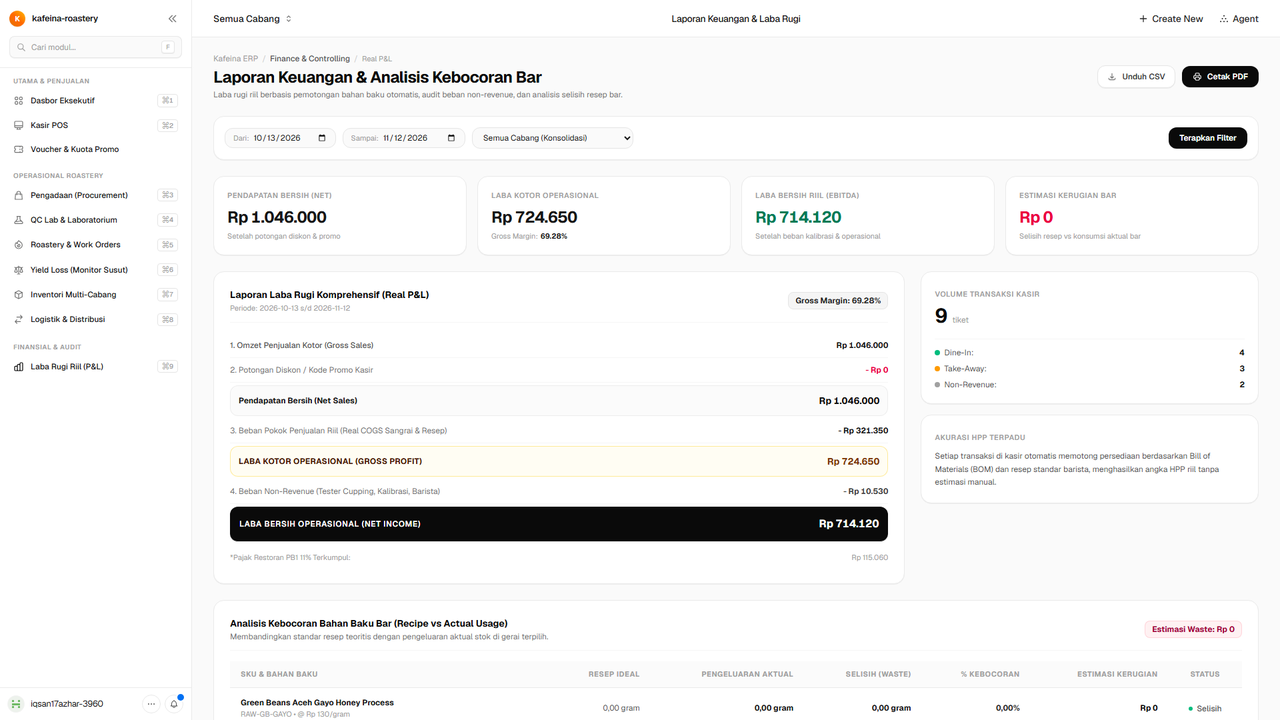 K kafeina-roastery
Cari modul... F
UTAMA & PENJUALAN
Dasbor Eksekutif ⌘1
Kasir POS ⌘2
Voucher & Kuota Promo
OPERASIONAL ROASTERY
Pengadaan (Procurement) ⌘3
QC Lab & Laboratorium ⌘4
Roastery & Work Orders ⌘5
Yield Loss (Monitor Susut) ⌘6
Inventori Multi-Cabang ⌘7
Logistik & Distribusi ⌘8
FINANSIAL & AUDIT
Laba Rugi Riil (P&L) ⌘9
iqsan17azhar-3960
Semua Cabang
Laporan Keuangan & Laba Rugi
Create New
Agent
Kafeina ERP / Finance & Controlling / Real P&L
Laporan Keuangan & Analisis Kebocoran Bar
Laba rugi riil berbasis pemotongan bahan baku otomatis, audit beban non-revenue, dan analisis selisih resep bar.
Unduh CSV
Cetak PDF
Dari: 10/13/2026
Sampai: 11/12/2026
Semua Cabang (Konsolidasi)
Terapkan Filter
PENDAPATAN BERSIH (NET)
Rp 1.046.000
Setelah potongan diskon & promo
LABA KOTOR OPERASIONAL
Rp 724.650
Gross Margin: 69.28%
LABA BERSIH RIIL (EBITDA)
Rp 714.120
Setelah beban kalibrasi & operasional
ESTIMASI KERUGIAN BAR
Rp 0
Selisih resep vs konsumsi aktual bar
Laporan Laba Rugi Komprehensif (Real P&L)
Periode: 2026-10-13 s/d 2026-11-12
Gross Margin: 69.28%
1. Omzet Penjualan Kotor (Gross Sales) Rp 1.046.000
2. Potongan Diskon / Kode Promo Kasir - Rp 0
Pendapatan Bersih (Net Sales) Rp 1.046.000
3. Beban Pokok Penjualan Riil (Real COGS Sangrai & Resep) - Rp 321.350
LABA KOTOR OPERASIONAL (GROSS PROFIT) Rp 724.650
4. Beban Non-Revenue (Tester Cupping, Kalibrasi, Barista) - Rp 10.530
LABA BERSIH OPERASIONAL (NET INCOME) Rp 714.120
*Pajak Restoran PB1 11% Terkumpul: Rp 115.060
VOLUME TRANSAKSI KASIR
9 tiket
Dine-In: 4
Take-Away: 3
Non-Revenue: 2
AKURASI HPP TERPADU
Setiap transaksi di kasir otomatis memotong persediaan berdasarkan Bill of
Materials (BOM) dan resep standar barista, menghasilkan angka HPP riil tanpa
estimasi manual.
Analisis Kebocoran Bahan Baku Bar (Recipe vs Actual Usage)
Membandingkan standar resep teoritis dengan pengeluaran aktual stok di gerai terpilih.
Estimasi Waste: Rp 0
SKU & BAHAN BAKU RESEP IDEAL PENGELUARAN AKTUAL SELISIH (WASTE) % KEBOCORAN ESTIMASI KERUGIAN STATUS
Green Beans Aceh Gayo Honey Process 0,00 gram 0,00 gram 0,00 gram 0,00% Rp 0 Selisih
RAW-GB-GAYO • @ Rp 130/gram